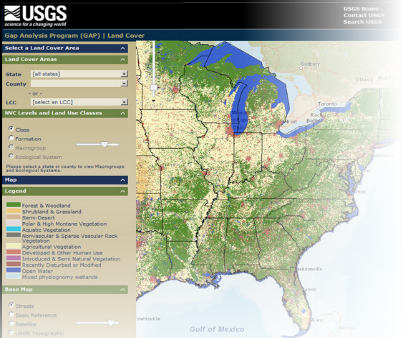 USGS
science for a changing world
USGS Home
Contact USGS
Search USGS
Gap Analysis Program (GAP) | Land Cover
Select a Land Cover Area
Land Cover Areas
State [all states]
County
- or -
LCC [select an LCC]
NVC Levels and Land Use Classes
Class
Formation
Macrogroup
Ecological System
Please select a state or county to view Macrogroups
and Ecological Systems.
Map
Legend
Forest & Woodland
Shrubland & Grassland
Semi-Desert
Polar & High Montane Vegetation
Aquatic Vegetation
Nonvascular & Sparse Vascular Rock
Vegetation
Agricultural Vegetation
Developed & Other Human Use
Introduced & Semi Natural Vegetation
Recently Disturbed or Modified
Open Water
Mixed physiognomy wetlands
Base Map
Streets
Basic Reference
Satellite
USGS Topographic
Sudbury
Toronto
Jacksonville
Gulf of Mexico